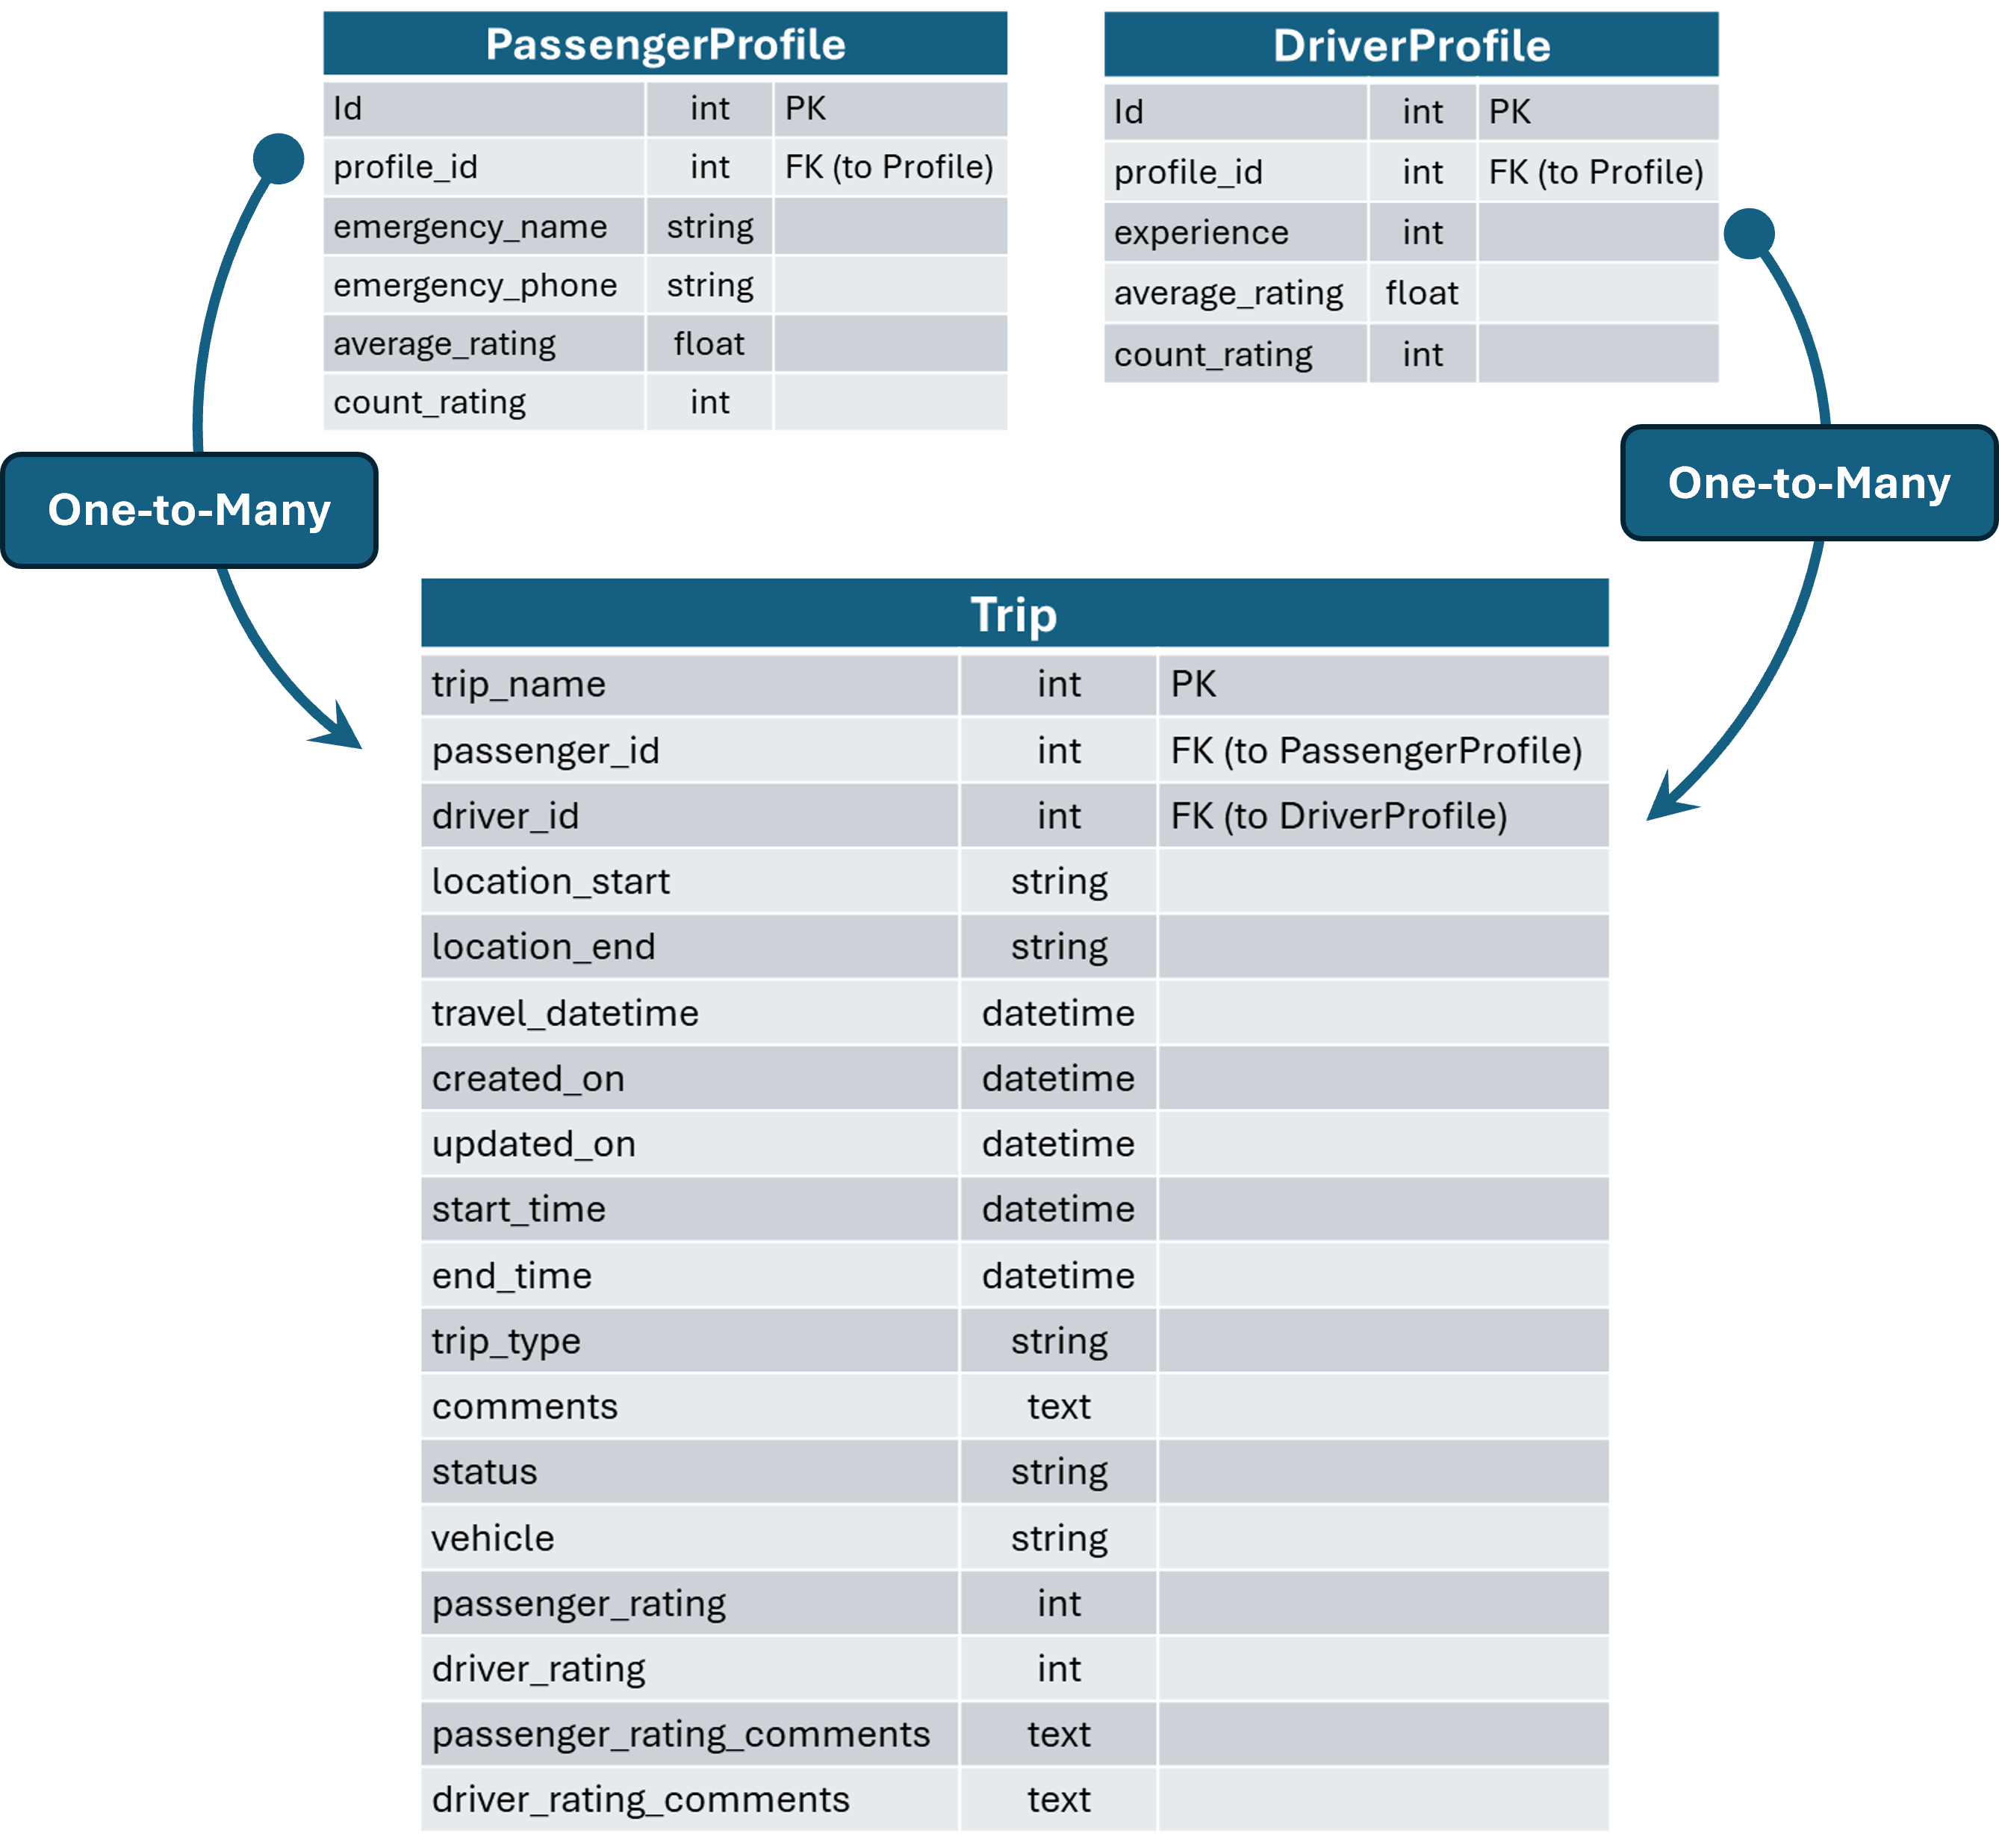 PassengerProfile
Id int PK
profile_id int FK (to Profile)
emergency_name string
emergency_phone string
average_rating float
count_rating int
DriverProfile
Id int PK
profile_id int FK (to Profile)
experience int
average_rating float
count_rating int
One-to-Many
One-to-Many
Trip
trip_name int PK
passenger_id int FK (to PassengerProfile)
driver_id int FK (to DriverProfile)
location_start string
location_end string
travel_datetime datetime
created_on datetime
updated_on datetime
start_time datetime
end_time datetime
trip_type string
comments text
status string
vehicle string
passenger_rating int
driver_rating int
passenger_rating_comments text
driver_rating_comments text